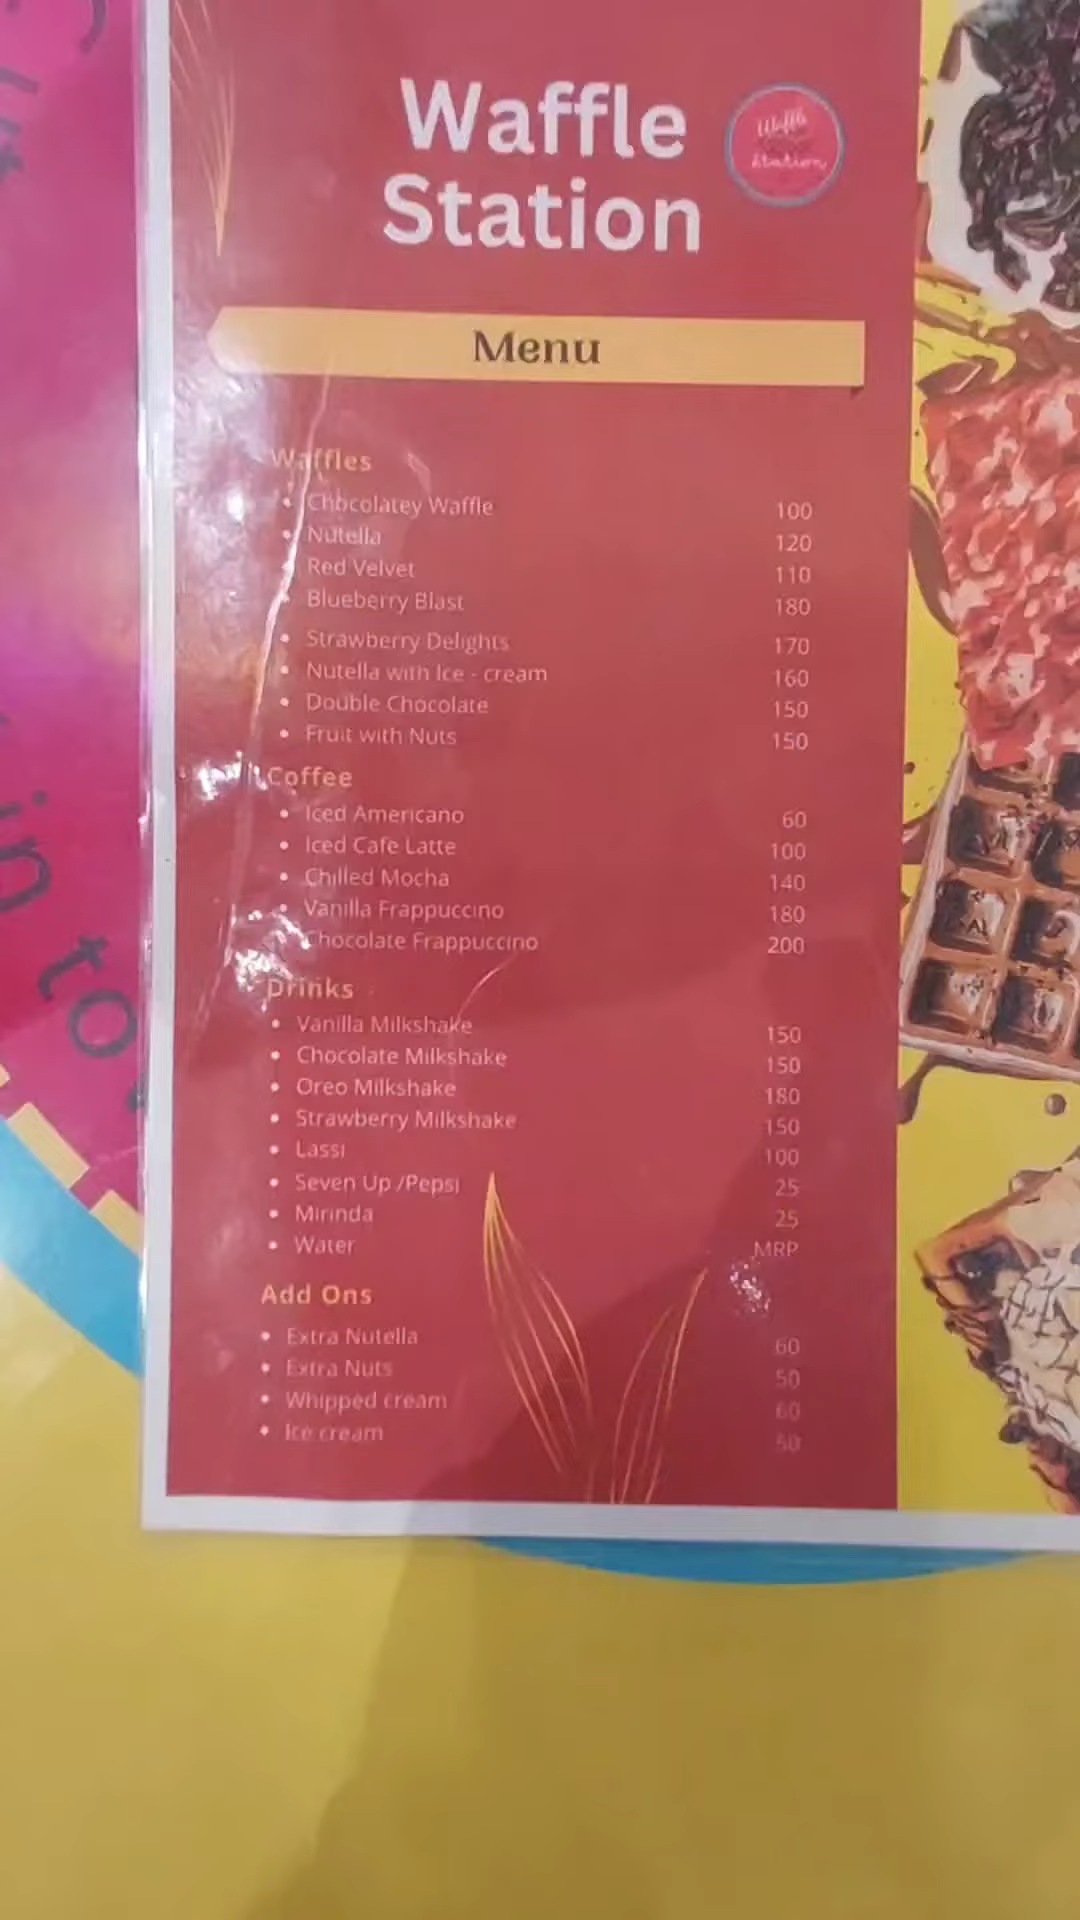 Waffle
Station
Waffle
Station
Menu
Waffles
• Chocolatey Waffle 100
• Nutella 120
• Red Velvet 110
• Blueberry Blast 180
• Strawberry Delights 170
• Nutella with Ice - cream 160
• Double Chocolate 150
• Fruit with Nuts 150
Coffee
• Iced Americano 60
• Iced Cafe Latte 100
• Chilled Mocha 140
• Vanilla Frappuccino 180
• Chocolate Frappuccino 200
Drinks
• Vanilla Milkshake 150
• Chocolate Milkshake 150
• Oreo Milkshake 180
• Strawberry Milkshake 150
• Lassi 100
• Seven Up /Pepsi 25
• Mirinda 25
• Water MRP
Add Ons
• Extra Nutella 60
• Extra Nuts 50
• Whipped cream 60
• Ice cream 50
in to